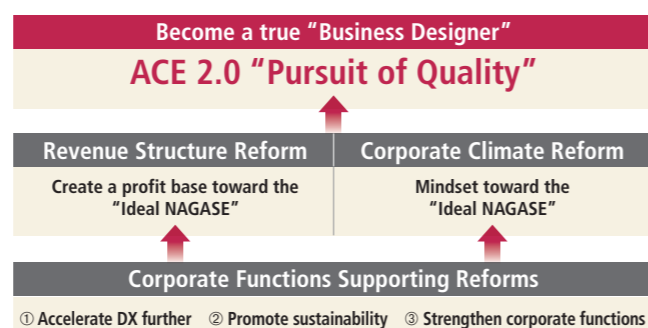 Become a true “Business Designer”
ACE 2.0 “Pursuit of Quality”
Revenue Structure Reform
Create a profit base toward the
“Ideal NAGASE”
Corporate Climate Reform
Mindset toward the
“Ideal NAGASE”
Corporate Functions Supporting Reforms
① Accelerate DX further ② Promote sustainability ③ Strengthen corporate functions